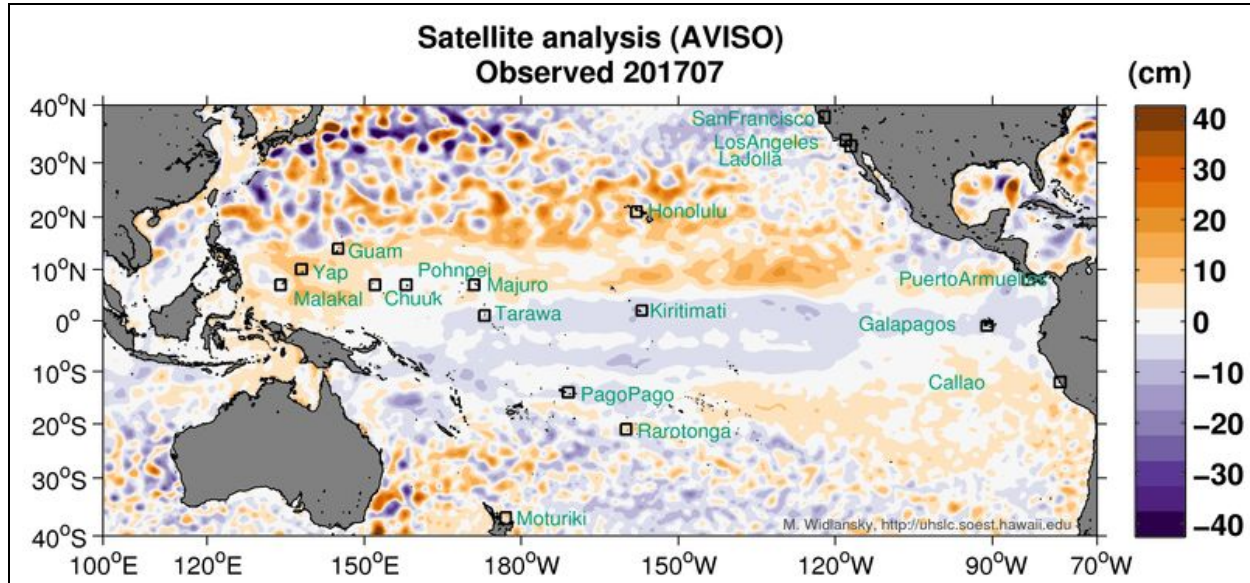 Satellite analysis (AVISO)
Observed 201707
(cm)
40°N
30°N
20°N
10°N
0°
10°S
20°S
30°S
40°S
SanFrancisco
LosAngeles
LaJolla
Honolulu
Guam
Yap
Pohnpei
PuertoArmuelles
Malakal
Chuuk
Majuro
Tarawa
Kiritimati
Galapagos
Callao
PagoPago
Rarotonga
Moturiki
M. Widlansky, http://uhslc.soest.hawaii.edu
100°E
120°E
150°E
180°W
150°W
120°W
90°W
70°W
40
30
20
10
0
−10
−20
−30
−40